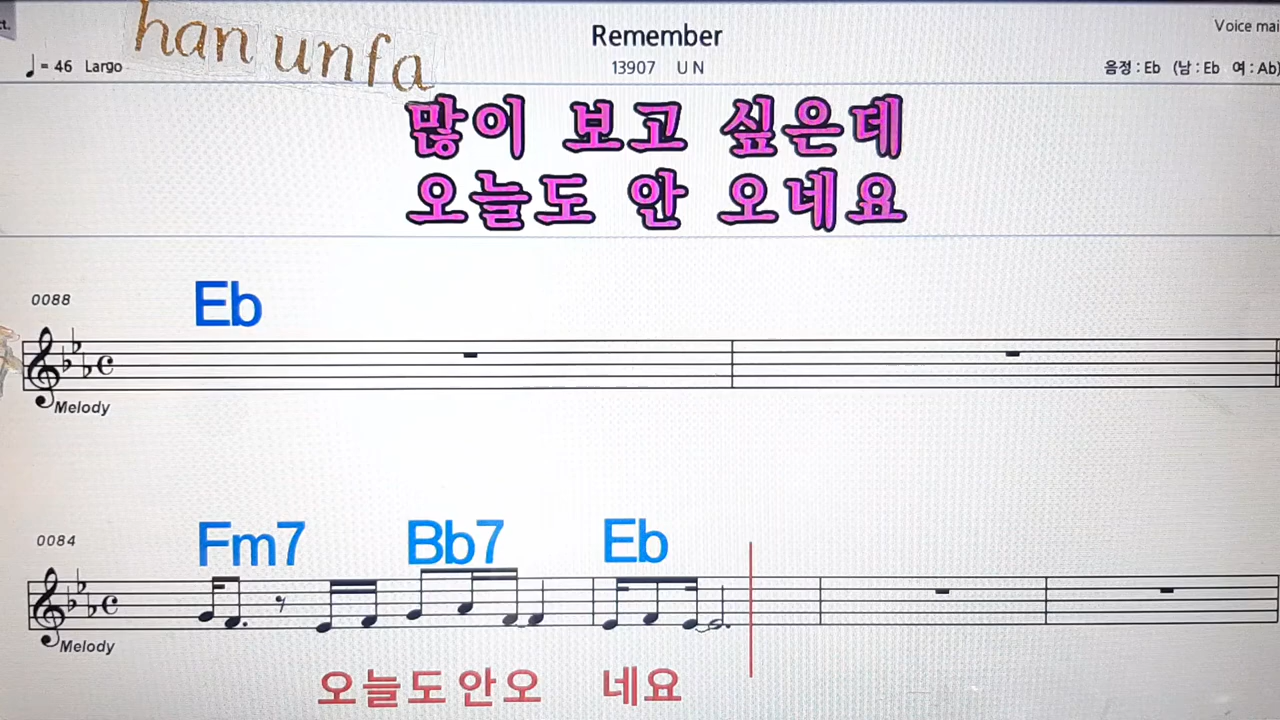 ct.
han unfa
Remember
Voice mai
♩ = 46 Largo
13907 U N
음정 : Eb (남 : Eb 여 : Ab)
많이 보고 싶은데
오늘도 안 오네요
0088
Eb
Melody
0084
Fm7 Bb7 Eb
Melody
오늘도안오 네요